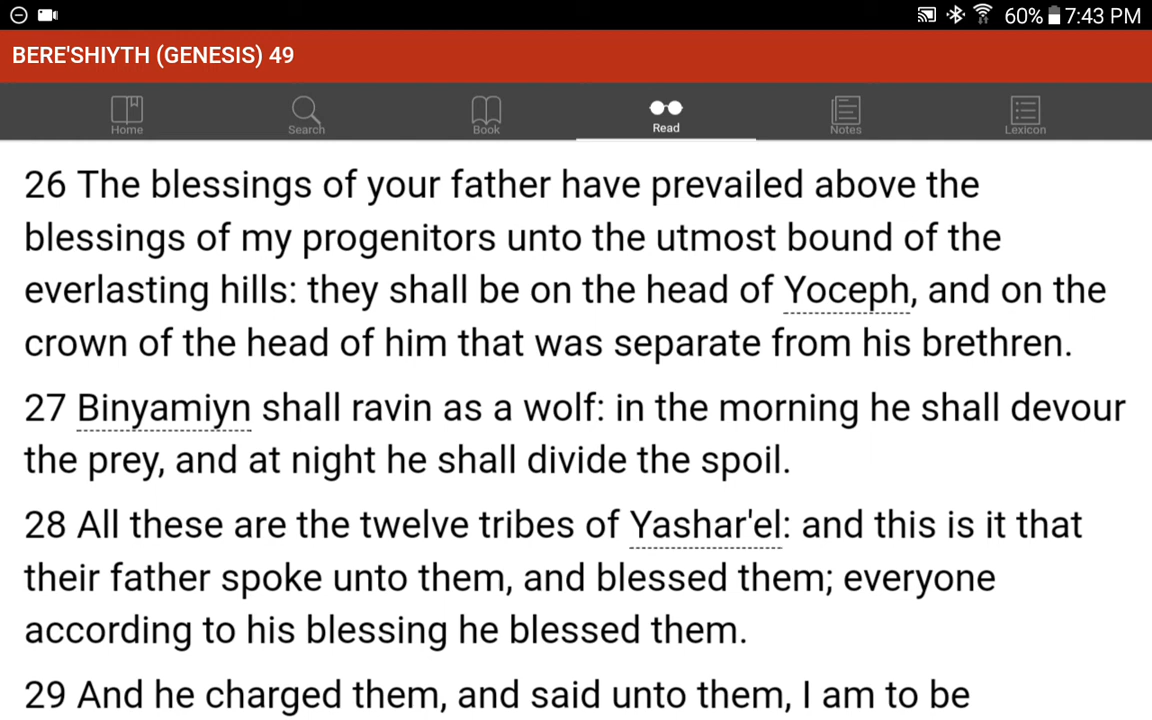 60% 7:43 PM
BERE'SHIYTH (GENESIS) 49
Home Search Book Read Notes Lexicon
26 The blessings of your father have prevailed above the
blessings of my progenitors unto the utmost bound of the
everlasting hills: they shall be on the head of Yoceph, and on the
crown of the head of him that was separate from his brethren.
27 Binyamiyn shall ravin as a wolf: in the morning he shall devour
the prey, and at night he shall divide the spoil.
28 All these are the twelve tribes of Yashar'el: and this is it that
their father spoke unto them, and blessed them; everyone
according to his blessing he blessed them.
29 And he charged them, and said unto them, I am to be